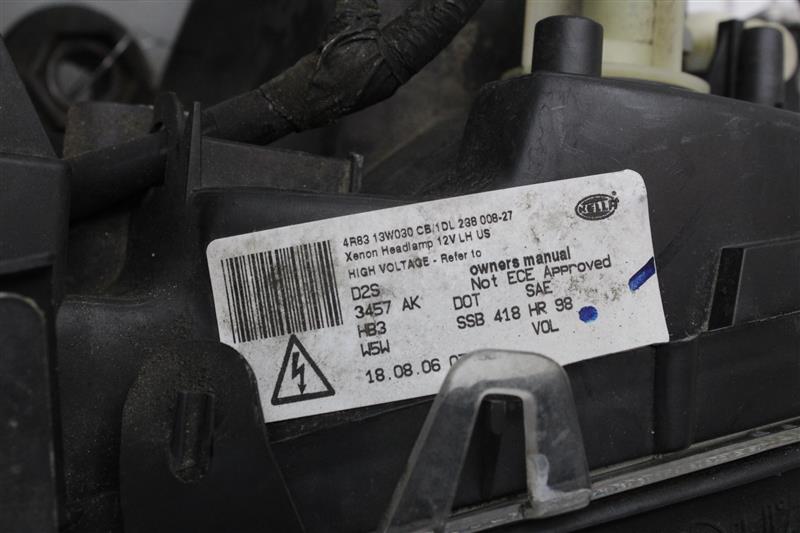 HELLA
4R83 13W030 CB/1DL 238 008-27
Xenon Headlamp 12V LH US
HIGH VOLTAGE - Refer to owners manual
D2S Not ECE Approved
3457 AK DOT SAE
HB3 SSB 418 HR 98
W5W VOL
18.08.06